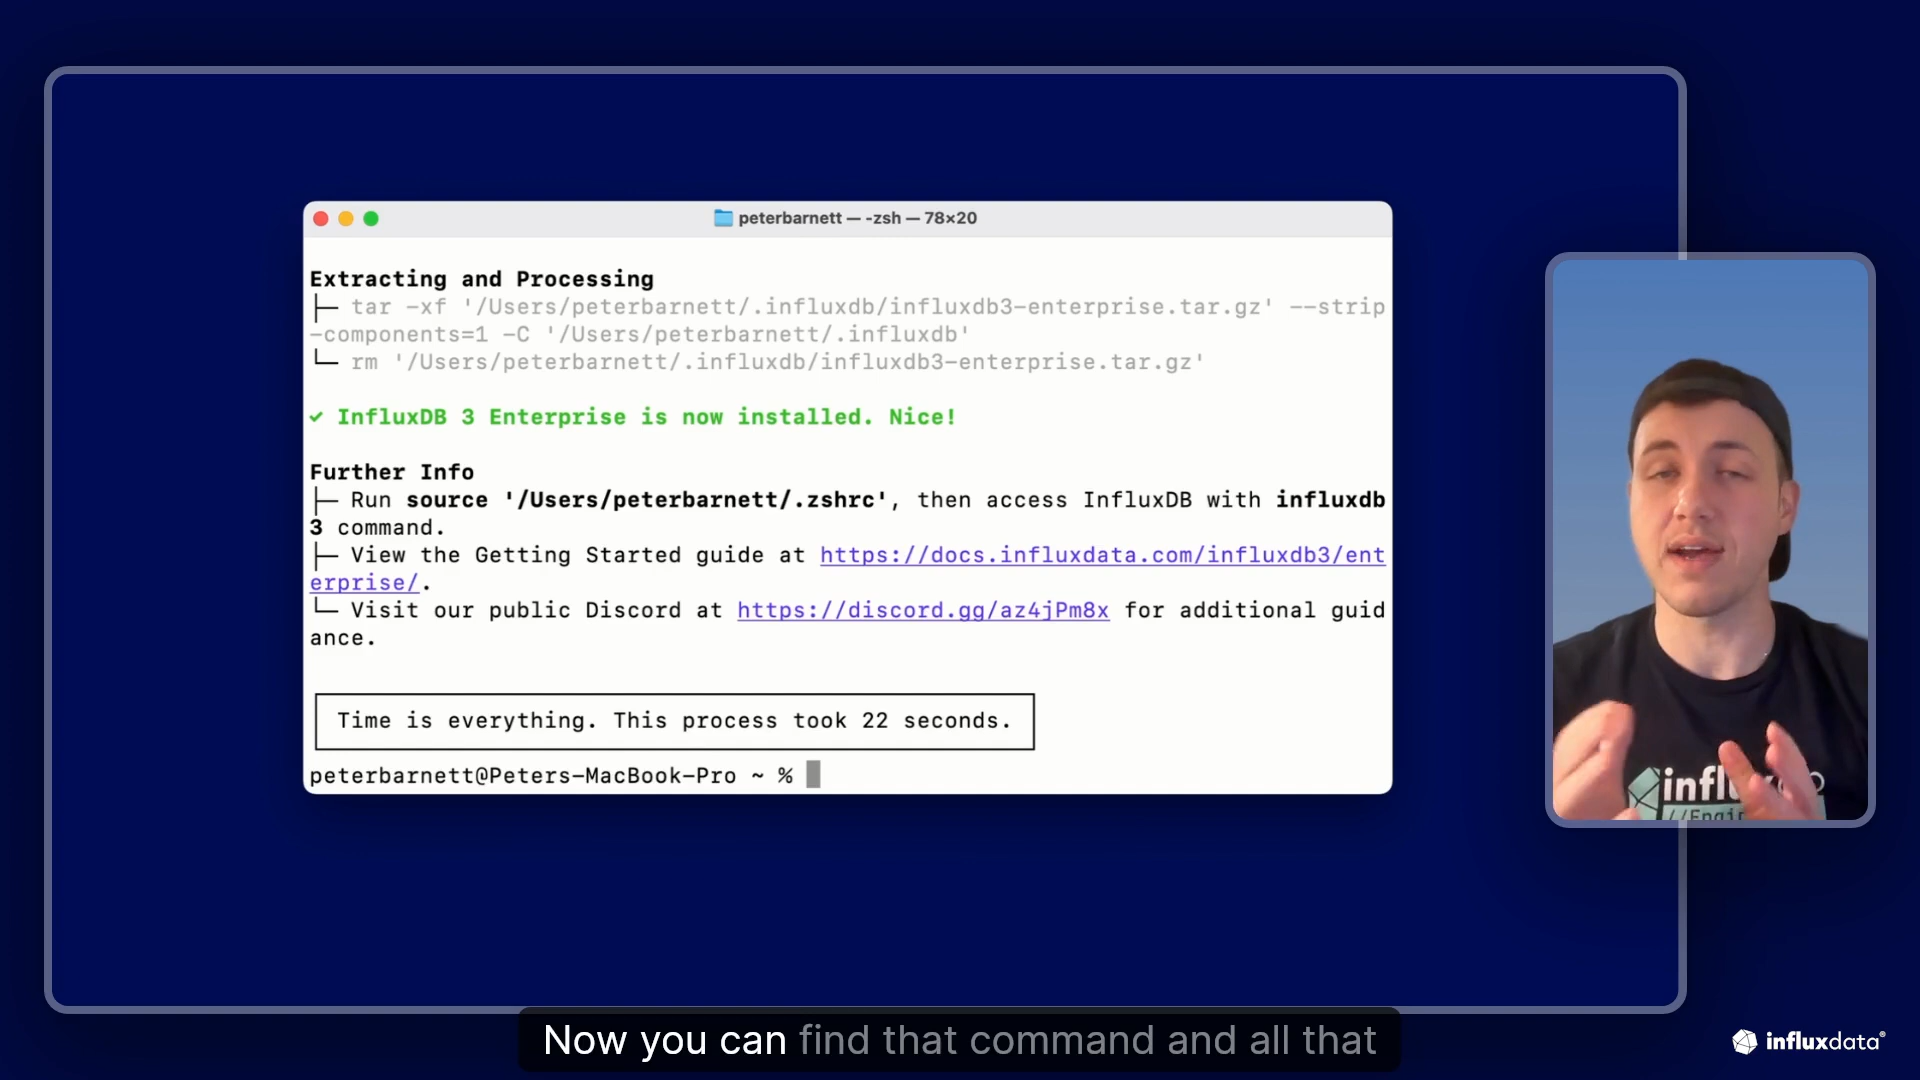 peterbarnett — -zsh — 78×20
Extracting and Processing
├─ tar -xf '/Users/peterbarnett/.influxdb/influxdb3-enterprise.tar.gz' --strip
-components=1 -C '/Users/peterbarnett/.influxdb'
└─ rm '/Users/peterbarnett/.influxdb/influxdb3-enterprise.tar.gz'
✓ InfluxDB 3 Enterprise is now installed. Nice!
Further Info
├─ Run source '/Users/peterbarnett/.zshrc', then access InfluxDB with influxdb
3 command.
├─ View the Getting Started guide at https://docs.influxdata.com/influxdb3/ent
erprise/.
└─ Visit our public Discord at https://discord.gg/az4jPm8x for additional guid
ance.
Time is everything. This process took 22 seconds.
peterbarnett@Peters-MacBook-Pro ~ %
Now you can find that command and all that
influxdata®